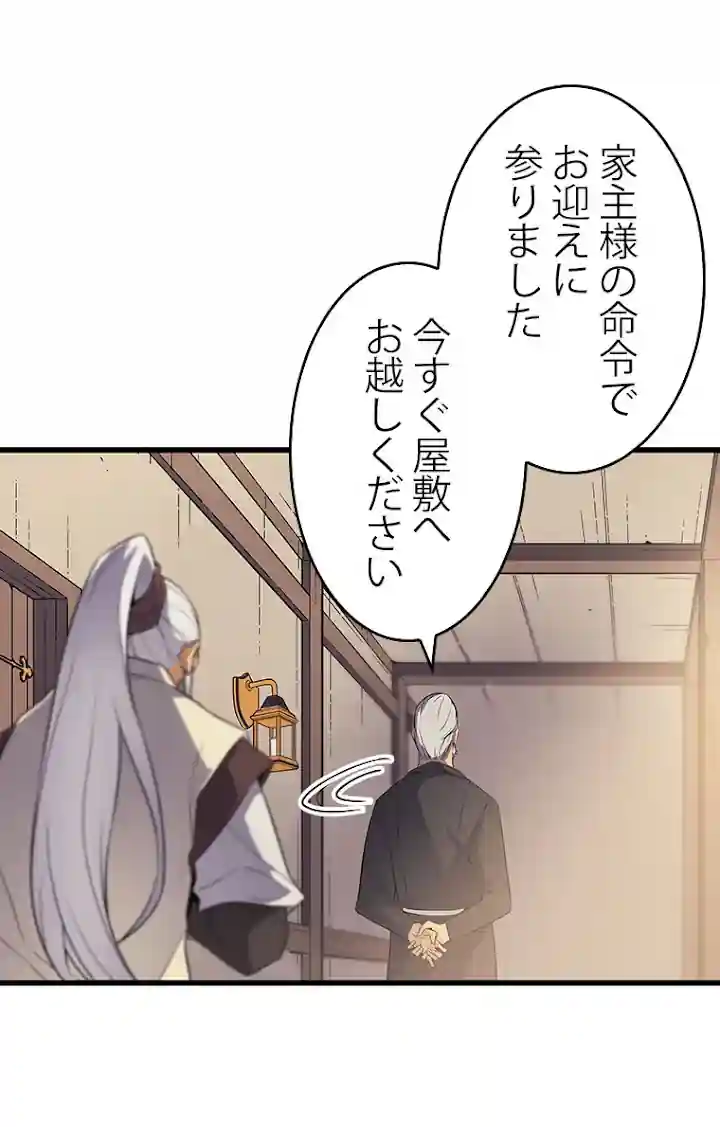 家主様の命令で
お迎えに
参りました
今すぐ屋敷へ
お越しください